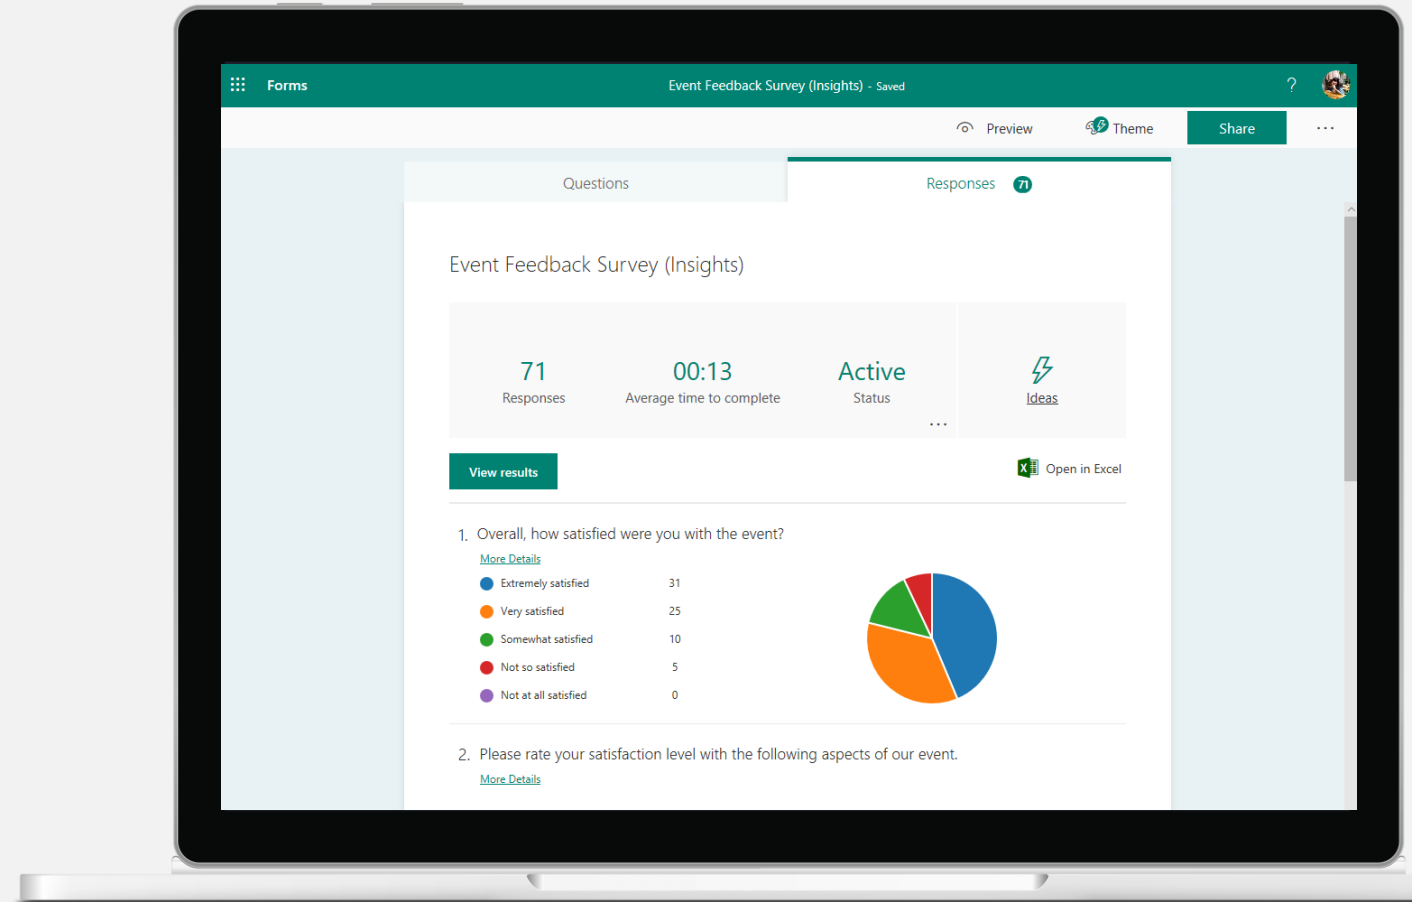 Forms
Event Feedback Survey (Insights) - Saved
?
Preview
Theme
Share
...
Questions
Responses 71
Event Feedback Survey (Insights)
71
Responses
00:13
Average time to complete
Active
Status
...
Ideas
View results
Open in Excel
1. Overall, how satisfied were you with the event?
More Details
Extremely satisfied 31
Very satisfied 25
Somewhat satisfied 10
Not so satisfied 5
Not at all satisfied 0
2. Please rate your satisfaction level with the following aspects of our event.
More Details